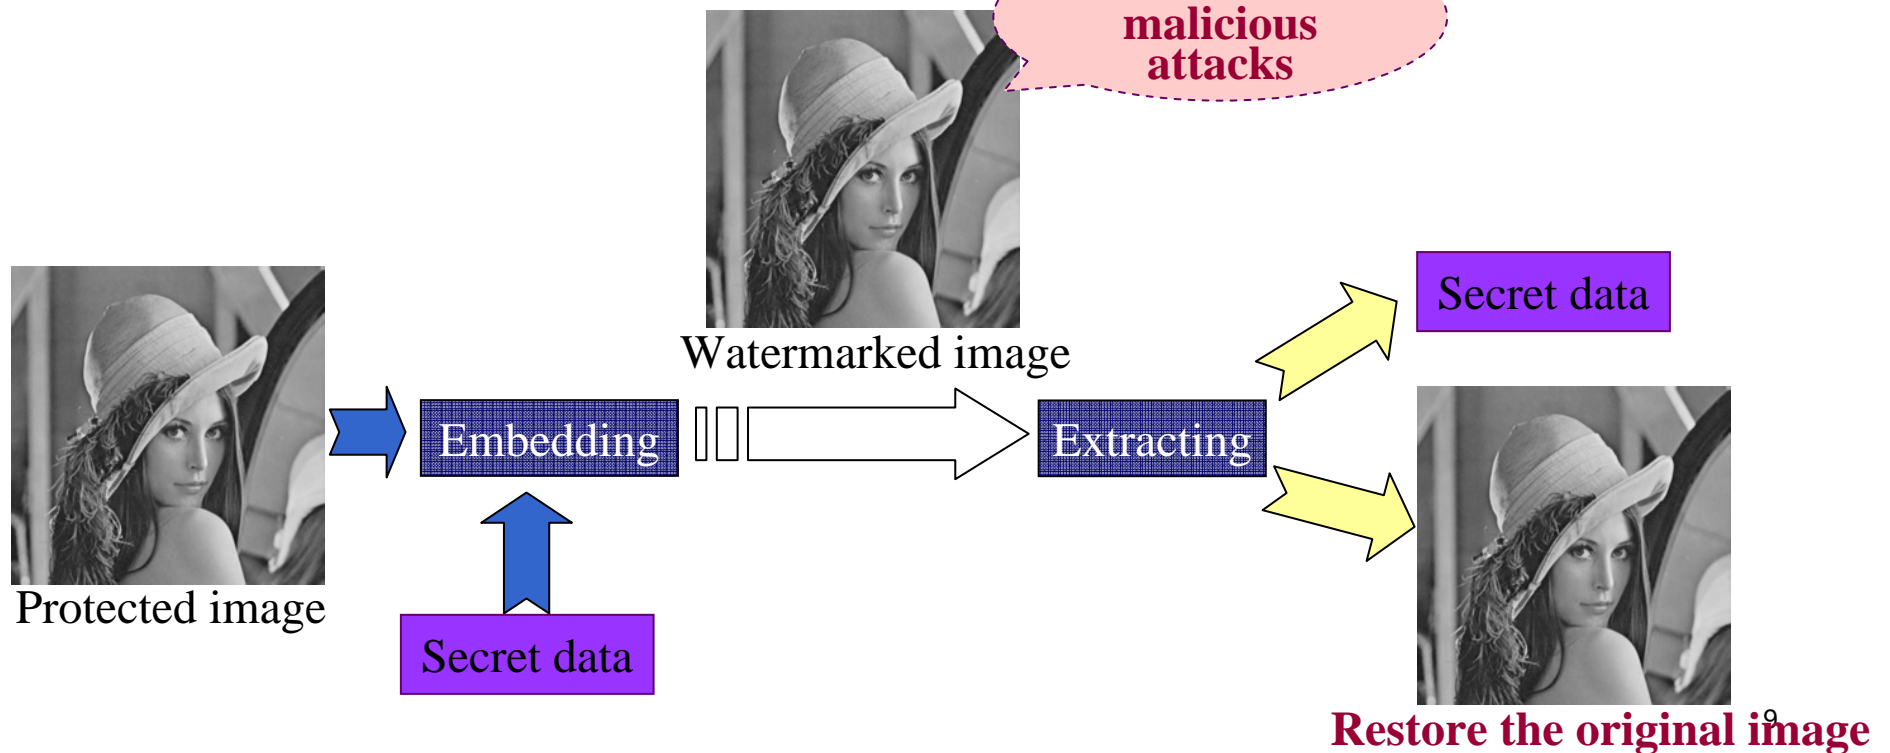 malicious
attacks
Secret data
Watermarked image
Embedding
Extracting
Protected image
Secret data
Restore the original image
9